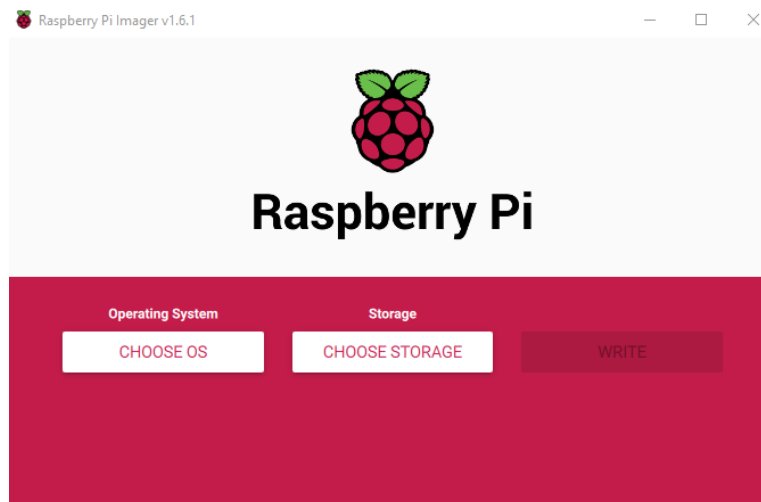 Raspberry Pi Imager v1.6.1
Raspberry Pi
Operating System
Storage
CHOOSE OS
CHOOSE STORAGE
WRITE